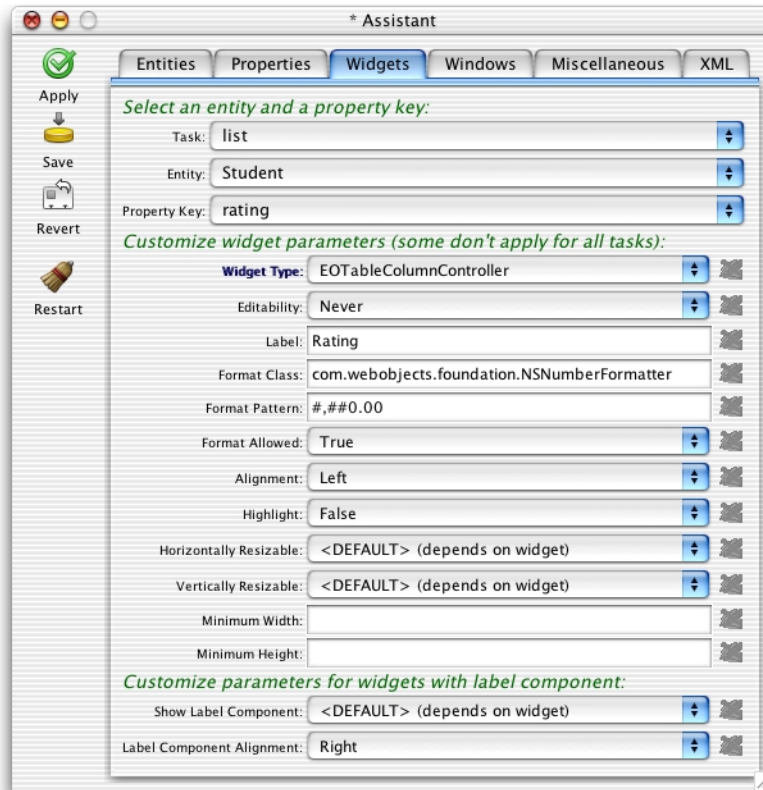 * Assistant
Entities Properties Widgets Windows Miscellaneous XML
Apply
Save
Revert
Restart
Select an entity and a property key:
Task: list
Entity: Student
Property Key: rating
Customize widget parameters (some don't apply for all tasks):
Widget Type: EOTableColumnController
Editability: Never
Label: Rating
Format Class: com.webobjects.foundation.NSNumberFormatter
Format Pattern: #,##0.00
Format Allowed: True
Alignment: Left
Highlight: False
Horizontally Resizable: <DEFAULT> (depends on widget)
Vertically Resizable: <DEFAULT> (depends on widget)
Minimum Width:
Minimum Height:
Customize parameters for widgets with label component:
Show Label Component: <DEFAULT> (depends on widget)
Label Component Alignment: Right